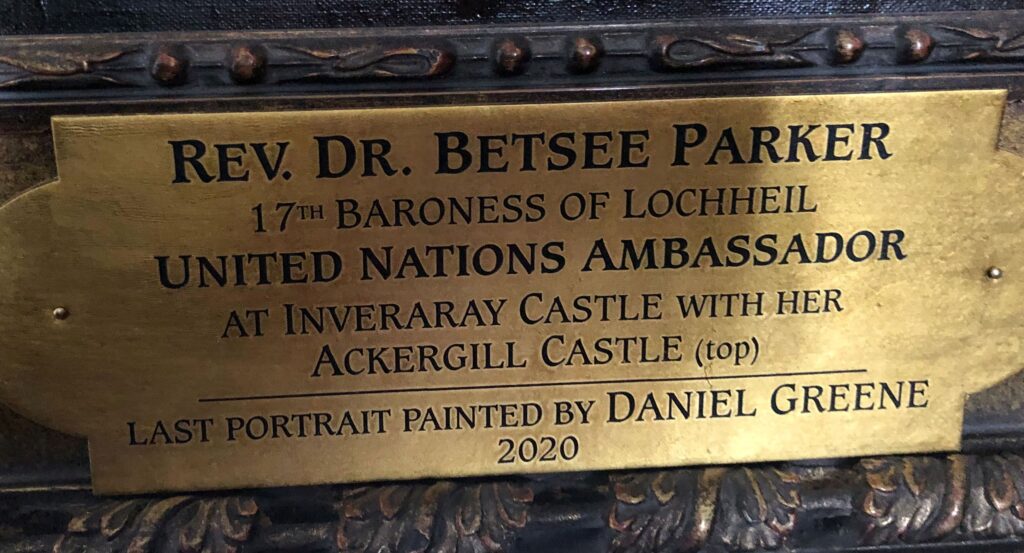 REV. DR. BETSEE PARKER
17TH BARONESS OF LOCHHEIL
UNITED NATIONS AMBASSADOR
AT INVERARAY CASTLE WITH HER
ACKERGILL CASTLE (top)
LAST PORTRAIT PAINTED BY DANIEL GREENE
2020